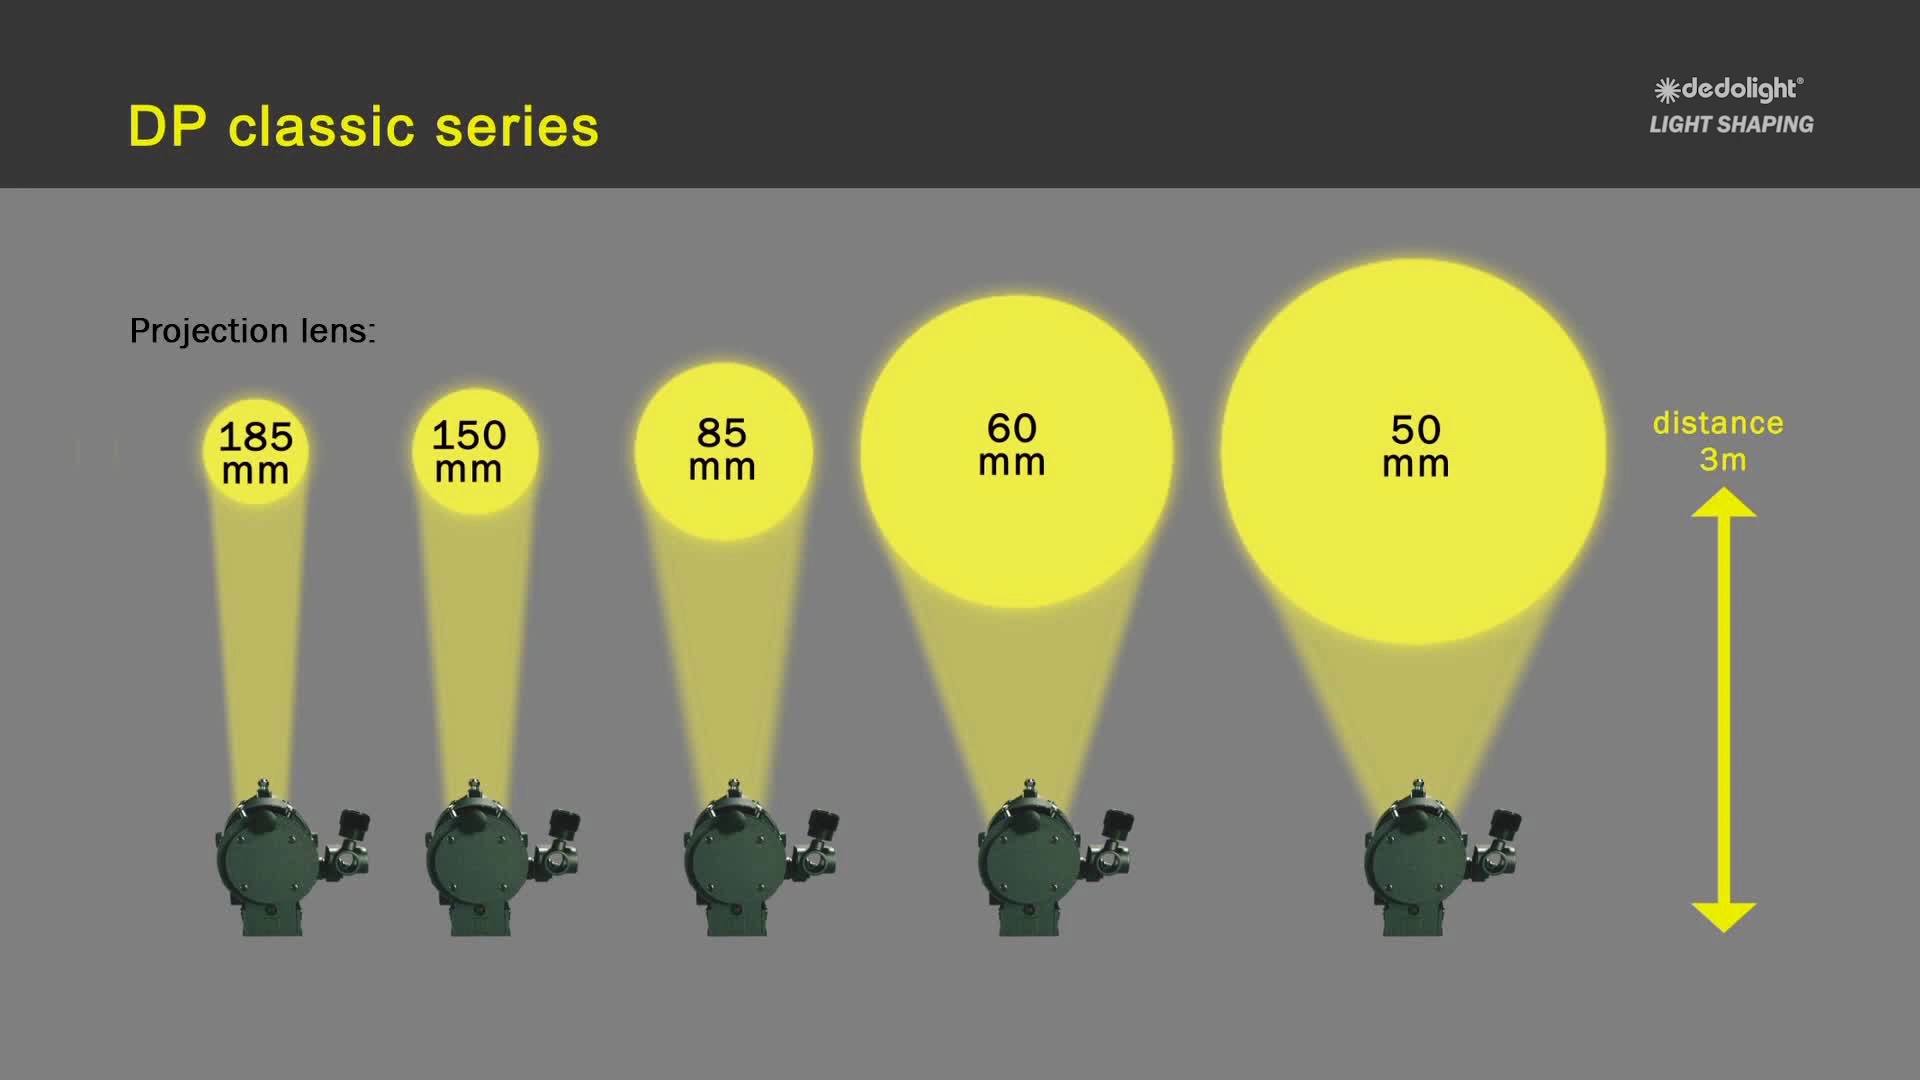 DP classic series
dedolight®
LIGHT SHAPING
Projection lens:
185
mm
150
mm
85
mm
60
mm
50
mm
distance
3m